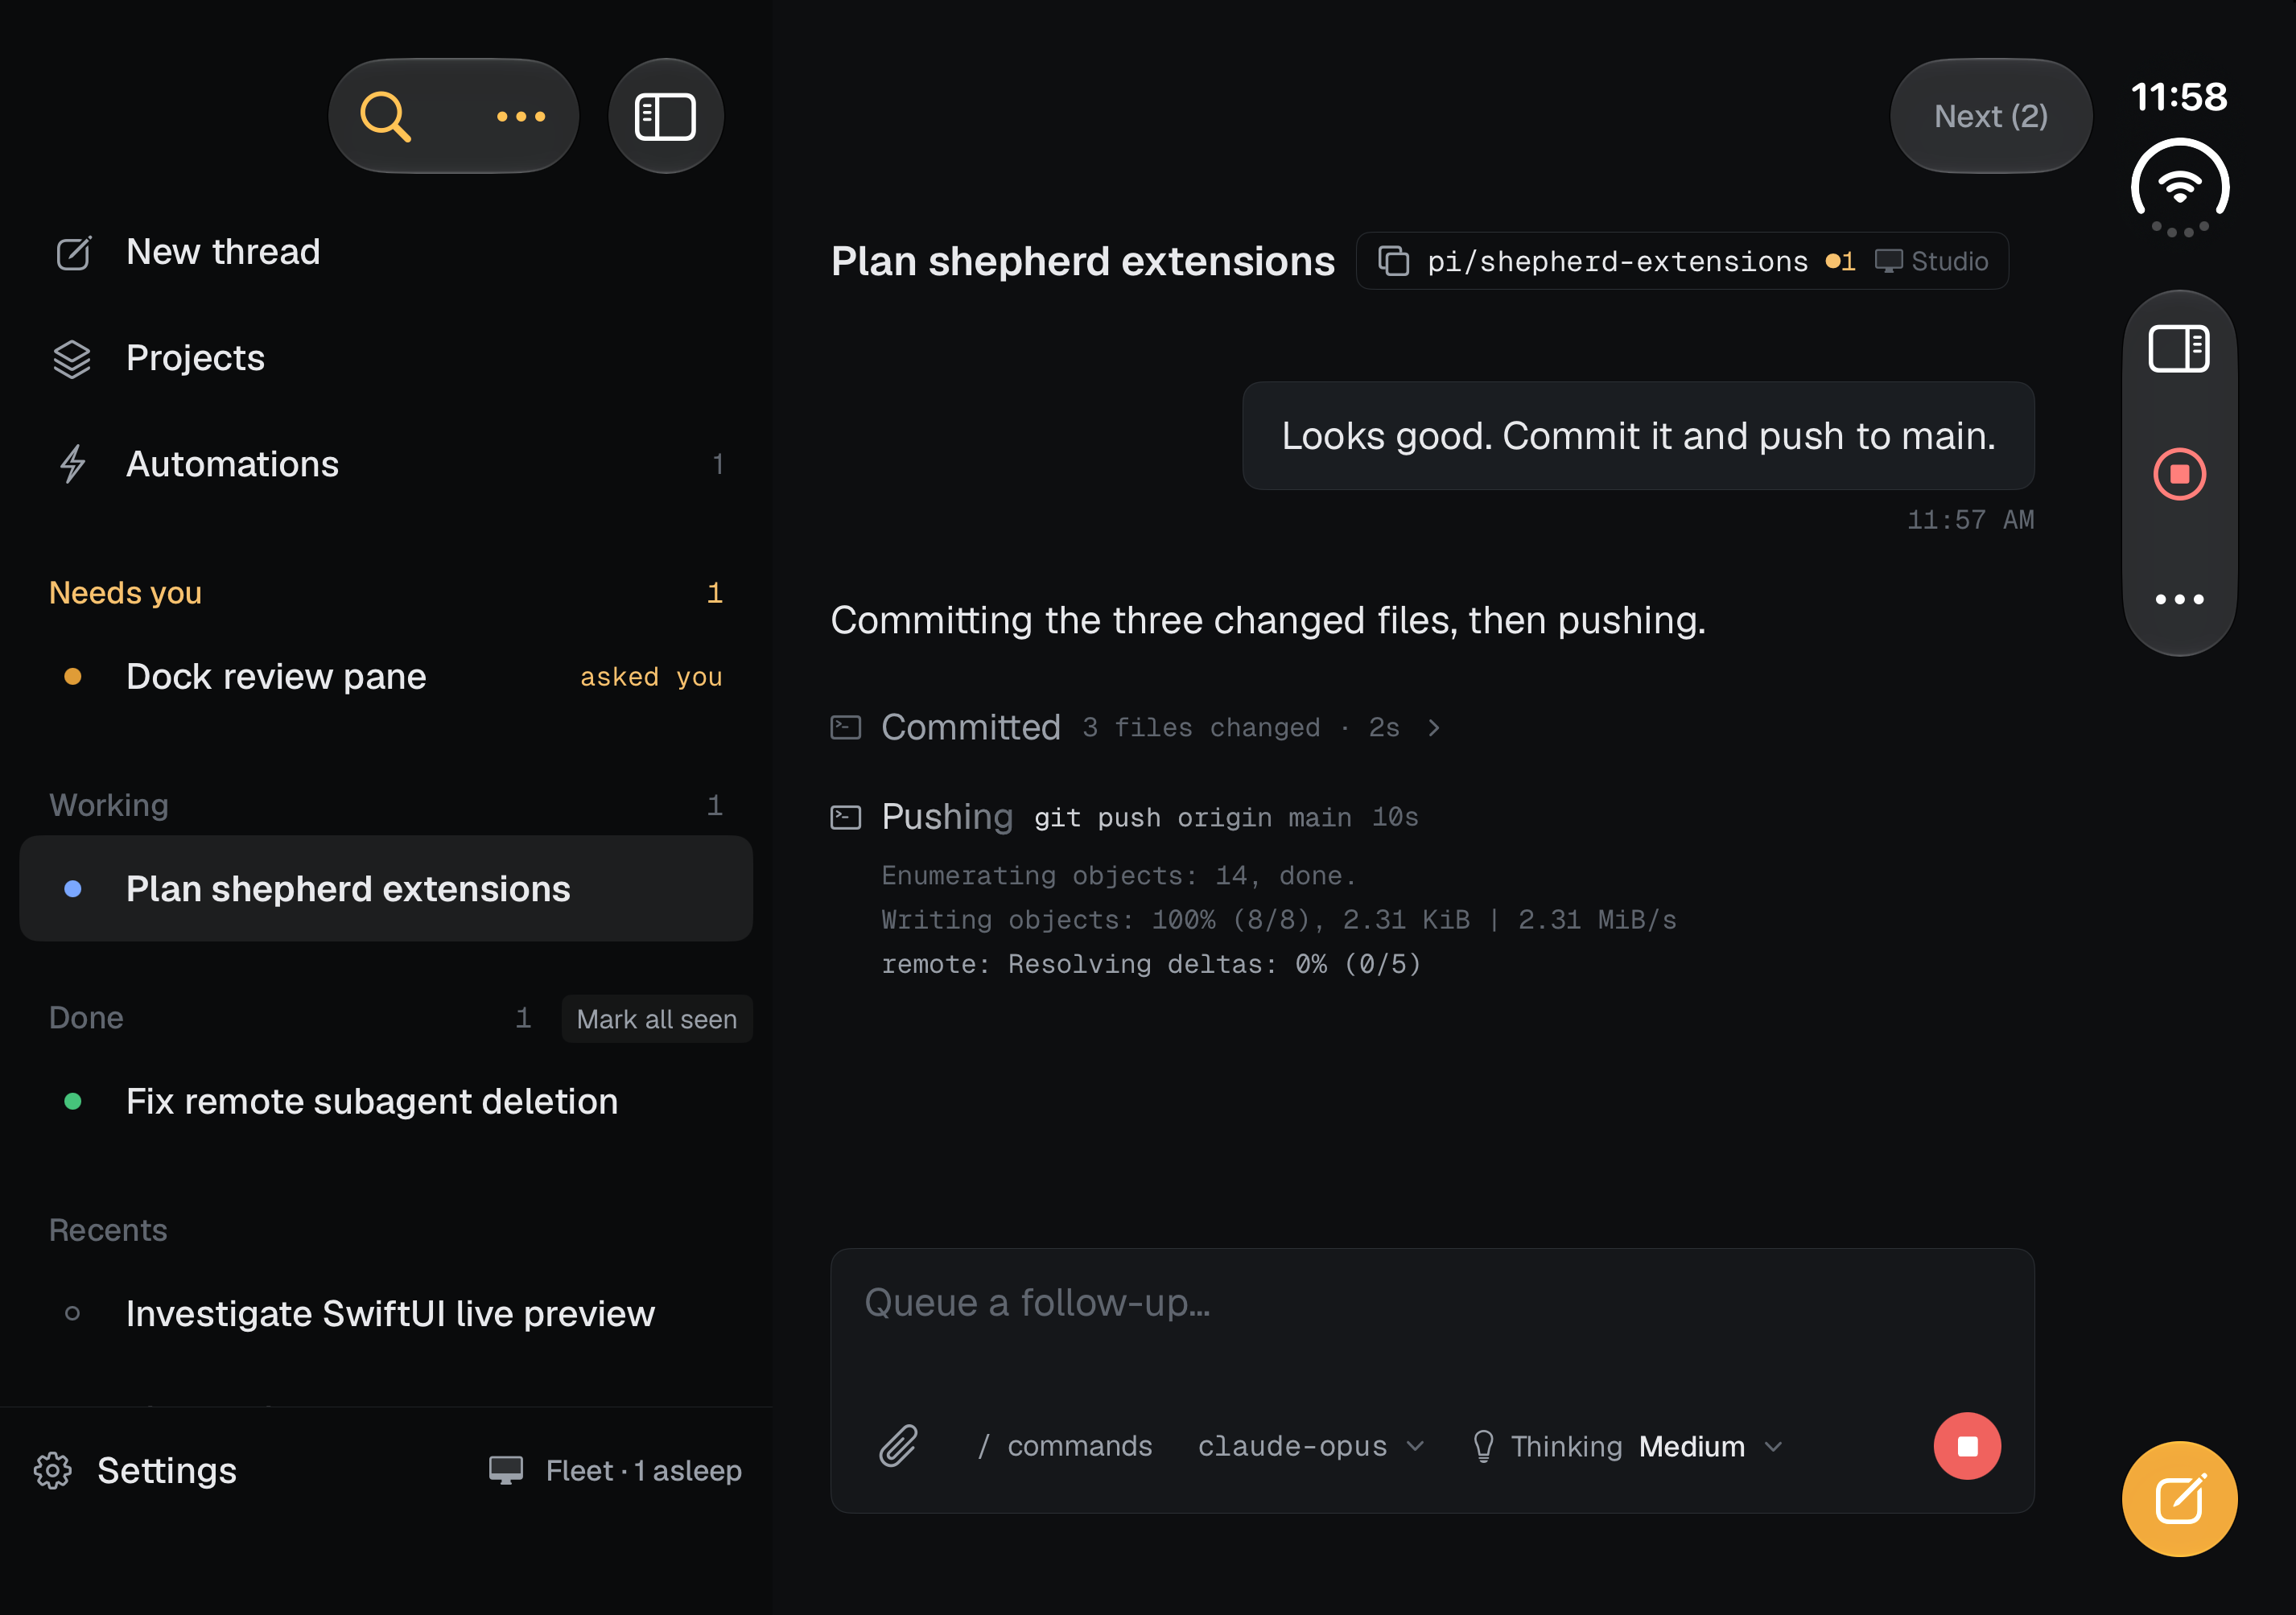 New thread
Projects
Automations 1
Needs you 1
Dock review pane asked you
Working 1
Plan shepherd extensions
Done 1 Mark all seen
Fix remote subagent deletion
Recents
Investigate SwiftUI live preview
Settings Fleet · 1 asleep
Next (2)
11:58
Plan shepherd extensions pi/shepherd-extensions 1 Studio
Looks good. Commit it and push to main.
11:57 AM
Committing the three changed files, then pushing.
Committed 3 files changed · 2s
Pushing git push origin main 10s
Enumerating objects: 14, done.
Writing objects: 100% (8/8), 2.31 KiB | 2.31 MiB/s
remote: Resolving deltas: 0% (0/5)
Queue a follow-up…
/ commands claude-opus Thinking Medium